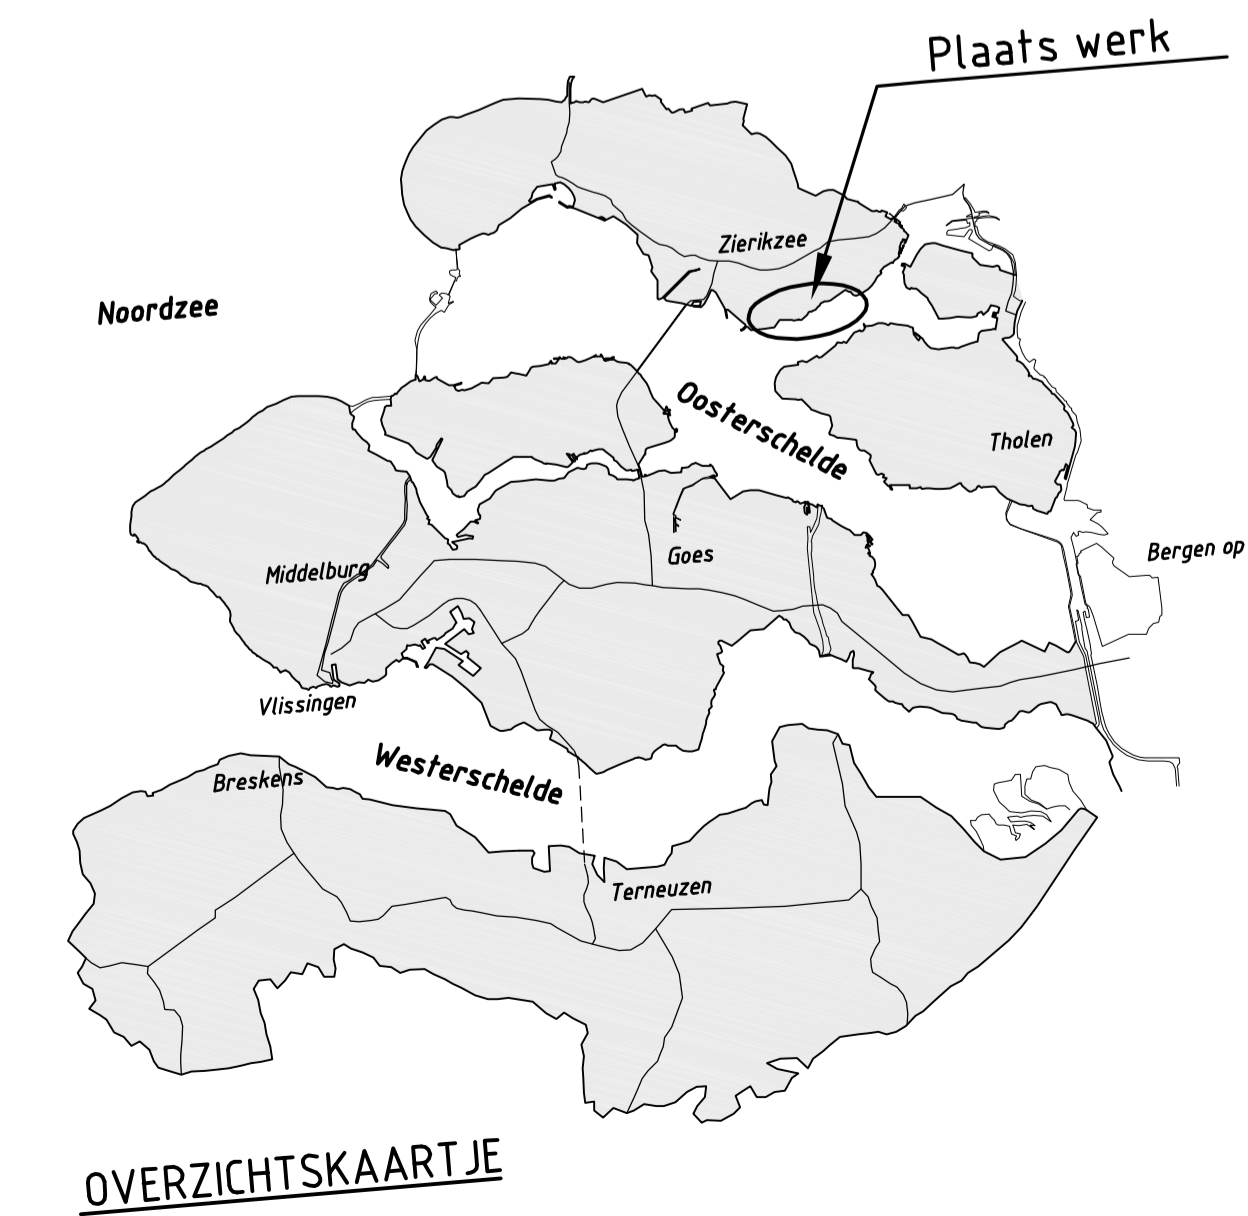 Plaats werk
Zierikzee
Noordzee
Oosterschelde
Tholen
Bergen op
Goes
Middelburg
Vlissingen
Westerschelde
Breskens
Terneuzen
OVERZICHTSKAARTJE